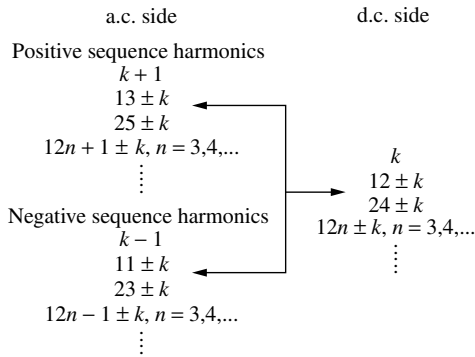 a.c. side
Positive sequence harmonics
k + 1
13 ± k
25 ± k
12n + 1 ± k, n = 3,4,...
Negative sequence harmonics
k − 1
11 ± k
23 ± k
12n − 1 ± k, n = 3,4,...
d.c. side
k
12 ± k
24 ± k
12n ± k, n = 3,4,...